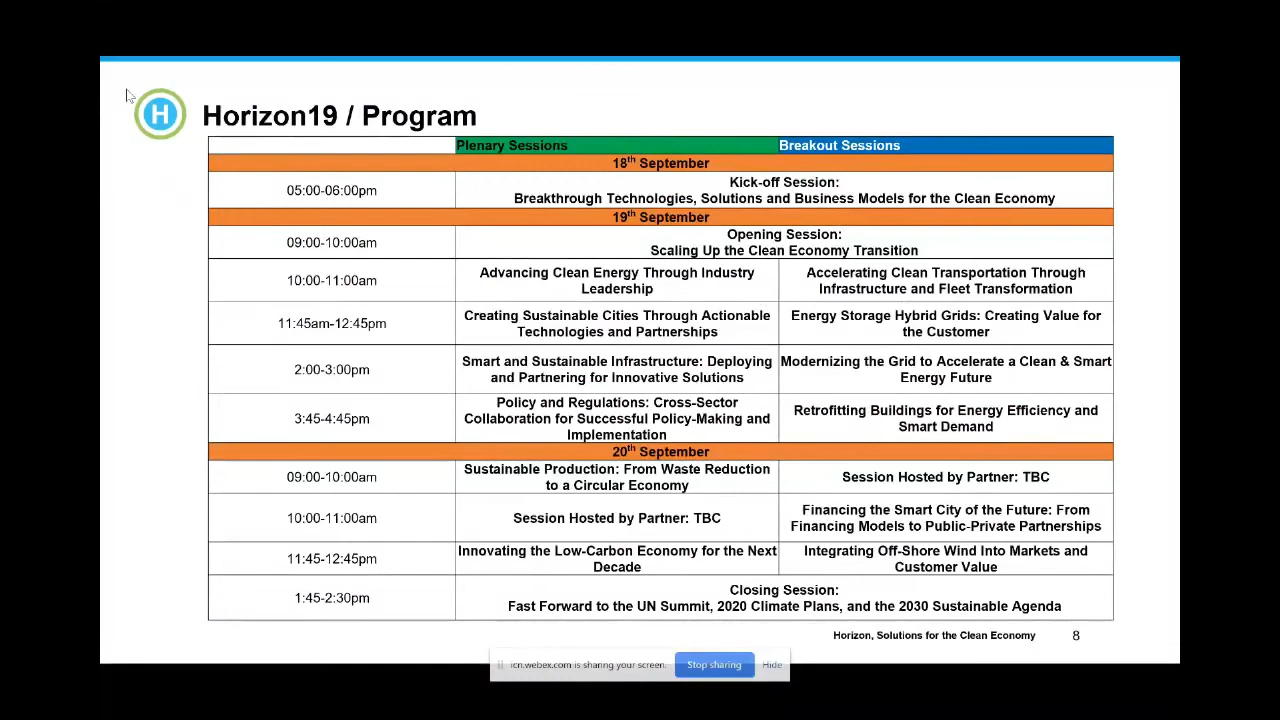 H
Horizon19 / Program
Plenary Sessions
Breakout Sessions
18th September
05:00-06:00pm
Kick-off Session:
Breakthrough Technologies, Solutions and Business Models for the Clean Economy
19th September
09:00-10:00am
Opening Session:
Scaling Up the Clean Economy Transition
10:00-11:00am
Advancing Clean Energy Through Industry
Leadership
Accelerating Clean Transportation Through
Infrastructure and Fleet Transformation
11:45am-12:45pm
Creating Sustainable Cities Through Actionable
Technologies and Partnerships
Energy Storage Hybrid Grids: Creating Value for
the Customer
2:00-3:00pm
Smart and Sustainable Infrastructure: Deploying
and Partnering for Innovative Solutions
Modernizing the Grid to Accelerate a Clean & Smart
Energy Future
3:45-4:45pm
Policy and Regulations: Cross-Sector
Collaboration for Successful Policy-Making and
Implementation
Retrofitting Buildings for Energy Efficiency and
Smart Demand
20th September
09:00-10:00am
Sustainable Production: From Waste Reduction
to a Circular Economy
Session Hosted by Partner: TBC
10:00-11:00am
Session Hosted by Partner: TBC
Financing the Smart City of the Future: From
Financing Models to Public-Private Partnerships
11:45-12:45pm
Innovating the Low-Carbon Economy for the Next
Decade
Integrating Off-Shore Wind Into Markets and
Customer Value
1:45-2:30pm
Closing Session:
Fast Forward to the UN Summit, 2020 Climate Plans, and the 2030 Sustainable Agenda
Horizon, Solutions for the Clean Economy
8
icn.webex.com is sharing your screen.
Stop sharing
Hide